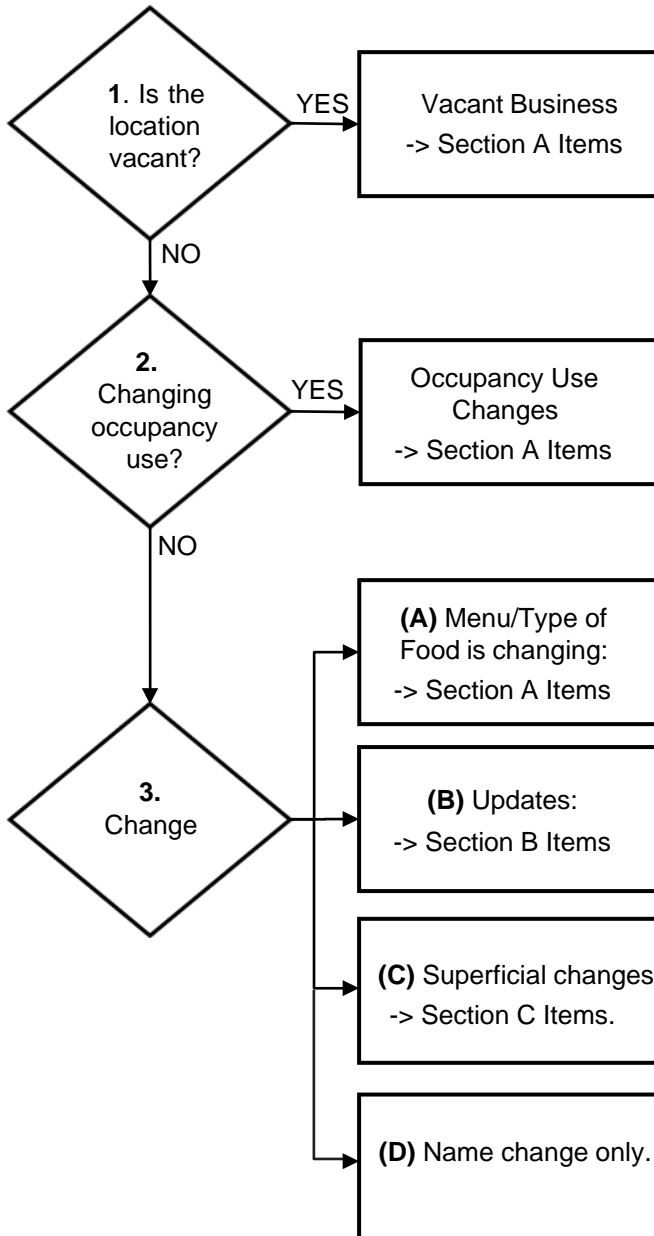 1. Is the
location
vacant?
YES
Vacant Business
-> Section A Items
NO
2.
Changing
occupancy
use?
YES
Occupancy Use
Changes
-> Section A Items
NO
3.
Change
(A) Menu/Type of
Food is changing:
-> Section A Items
(B) Updates:
-> Section B Items
(C) Superficial changes
-> Section C Items.
(D) Name change only.